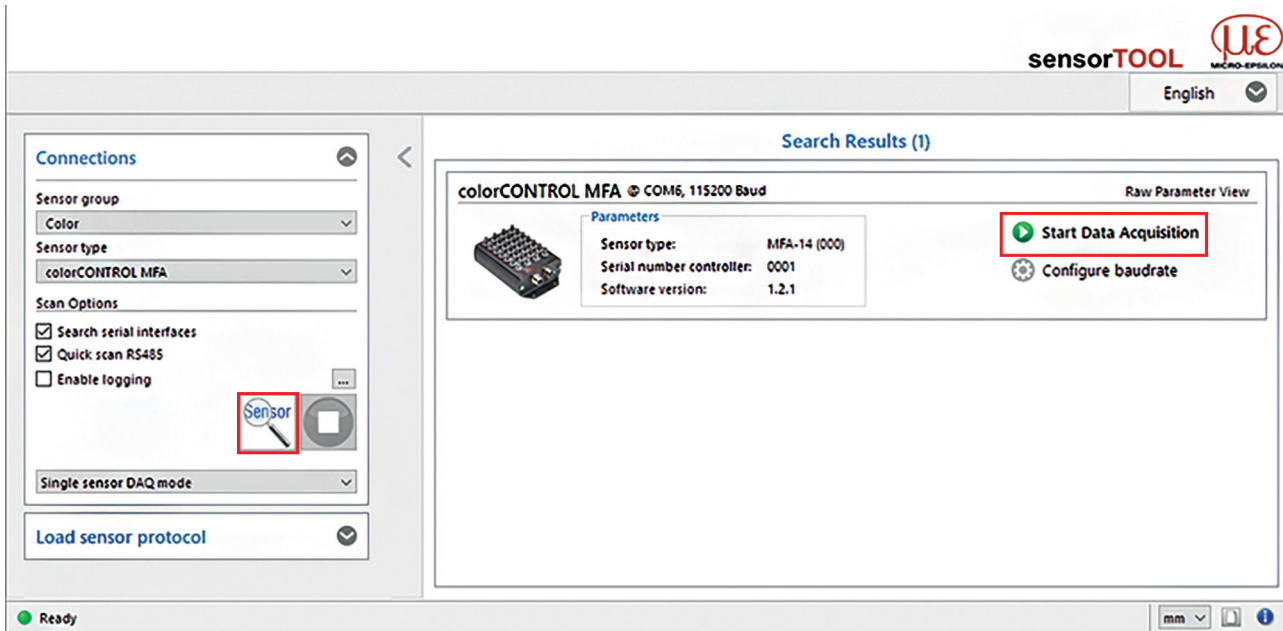 sensorTOOL
με
MICRO-EPSILON
English
Connections
Sensor group
Color
Sensor type
colorCONTROL MFA
Scan Options
Search serial interfaces
Quick scan RS485
Enable logging
...
Sensor
Single sensor DAQ mode
Load sensor protocol
Search Results (1)
colorCONTROL MFA @ COM6, 115200 Baud
Raw Parameter View
Parameters
Sensor type: MFA-14 (000)
Serial number controller: 0001
Software version: 1.2.1
Start Data Acquisition
Configure baudrate
Ready
mm